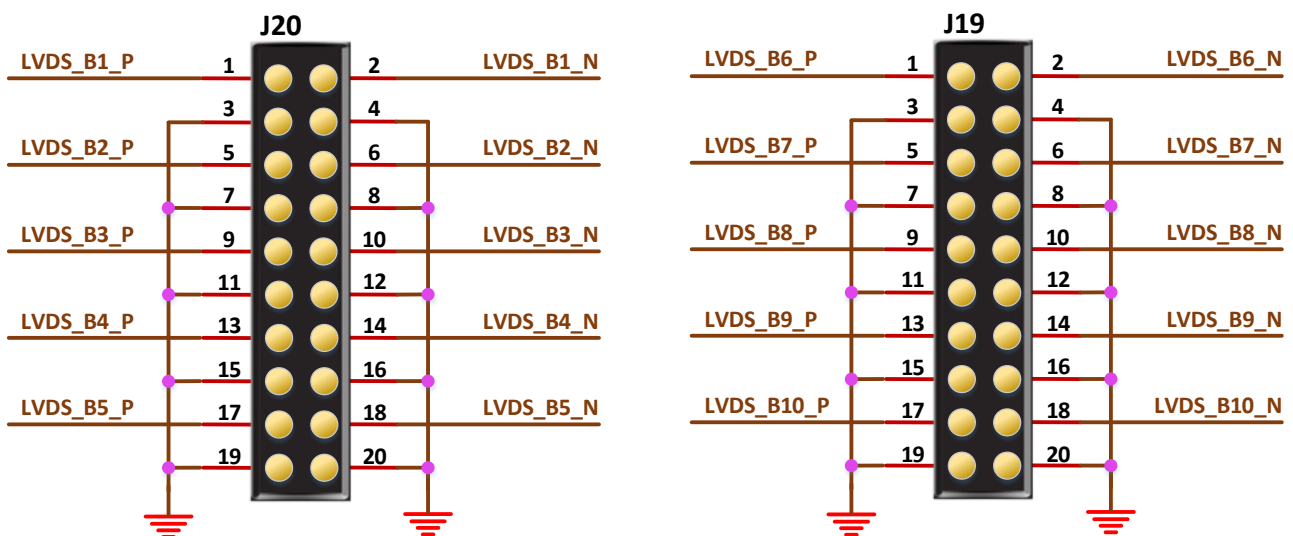 J20
LVDS_B1_P 1 2 LVDS_B1_N
3 4
LVDS_B2_P 5 6 LVDS_B2_N
7 8
LVDS_B3_P 9 10 LVDS_B3_N
11 12
LVDS_B4_P 13 14 LVDS_B4_N
15 16
LVDS_B5_P 17 18 LVDS_B5_N
19 20
J19
LVDS_B6_P 1 2 LVDS_B6_N
3 4
LVDS_B7_P 5 6 LVDS_B7_N
7 8
LVDS_B8_P 9 10 LVDS_B8_N
11 12
LVDS_B9_P 13 14 LVDS_B9_N
15 16
LVDS_B10_P 17 18 LVDS_B10_N
19 20